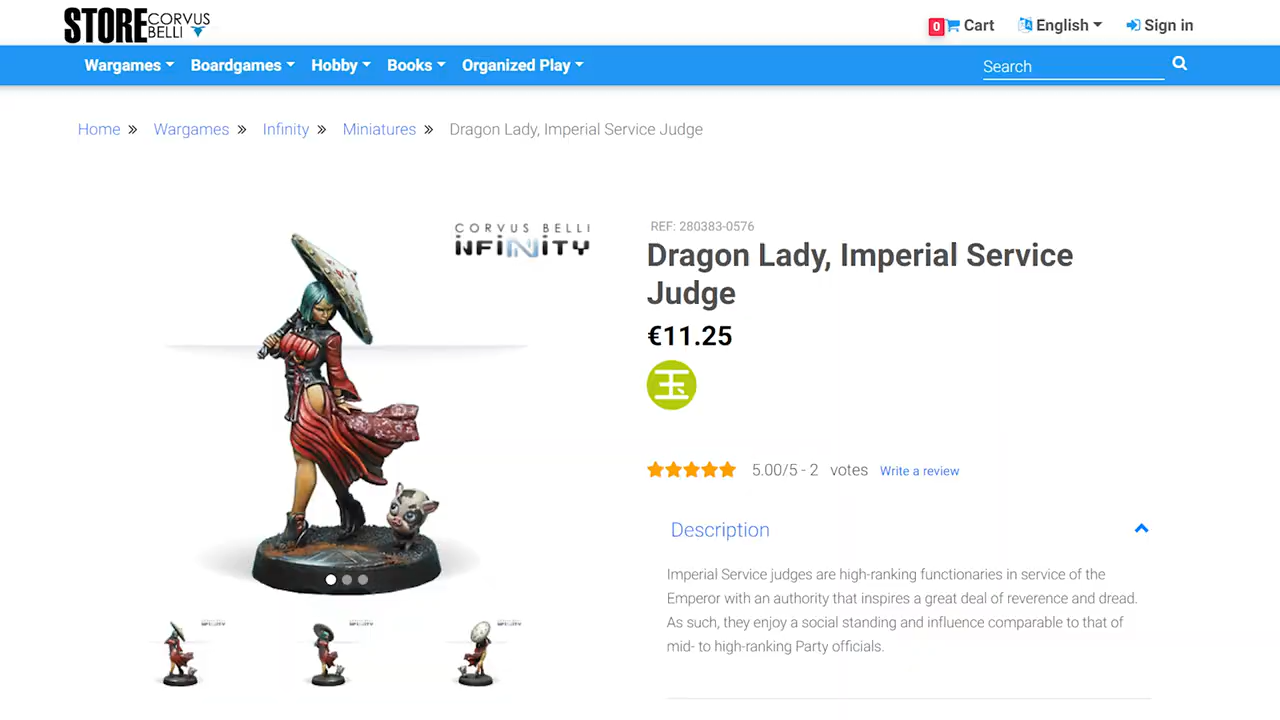 STORE CORVUS BELLI
0 Cart English Sign in
Wargames Boardgames Hobby Books Organized Play Search
Home » Wargames » Infinity » Miniatures » Dragon Lady, Imperial Service Judge
CORVUS BELLI
INFINITY
REF: 280383-0576
Dragon Lady, Imperial Service
Judge
€11.25
玉
5.00/5 - 2 votes Write a review
Description
Imperial Service judges are high-ranking functionaries in service of the
Emperor with an authority that inspires a great deal of reverence and dread.
As such, they enjoy a social standing and influence comparable to that of
mid- to high-ranking Party officials.